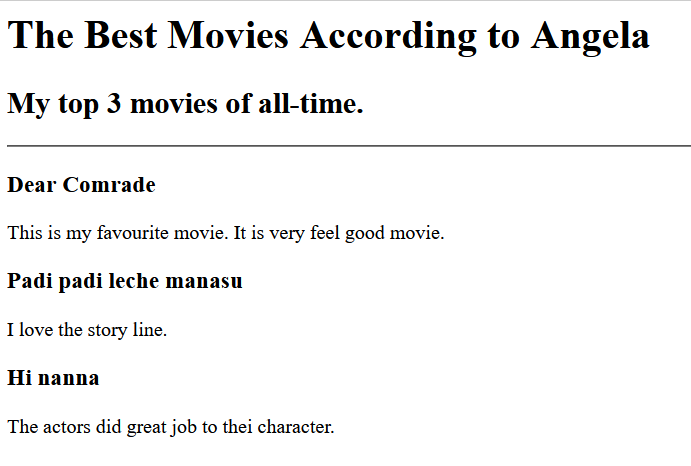 The Best Movies According to Angela
My top 3 movies of all-time.
Dear Comrade
This is my favourite movie. It is very feel good movie.
Padi padi leche manasu
I love the story line.
Hi nanna
The actors did great job to thei character.